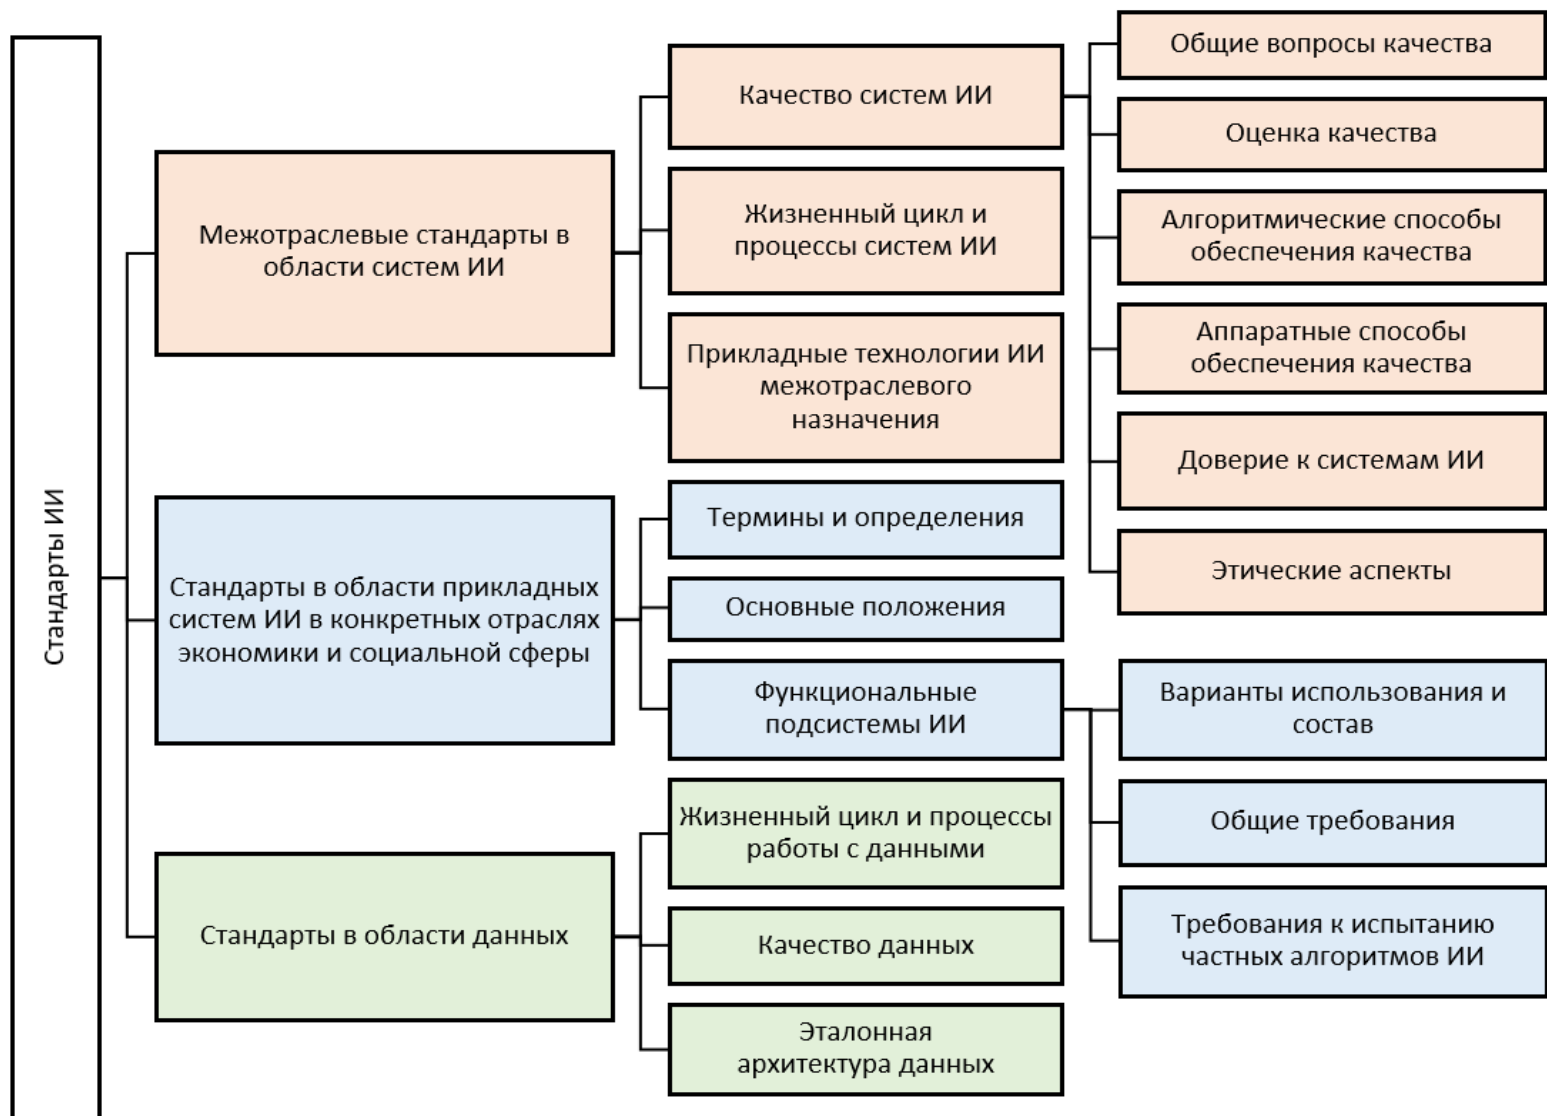 Стандарты ИИ
Межотраслевые стандарты в
области систем ИИ
Качество систем ИИ
Общие вопросы качества
Оценка качества
Алгоритмические способы
обеспечения качества
Аппаратные способы
обеспечения качества
Доверие к системам ИИ
Этические аспекты
Жизненный цикл и
процессы систем ИИ
Прикладные технологии ИИ
межотраслевого
назначения
Стандарты в области прикладных
систем ИИ в конкретных отраслях
экономики и социальной сферы
Термины и определения
Основные положения
Функциональные
подсистемы ИИ
Варианты использования и
состав
Общие требования
Требования к испытанию
частных алгоритмов ИИ
Стандарты в области данных
Жизненный цикл и процессы
работы с данными
Качество данных
Эталонная
архитектура данных